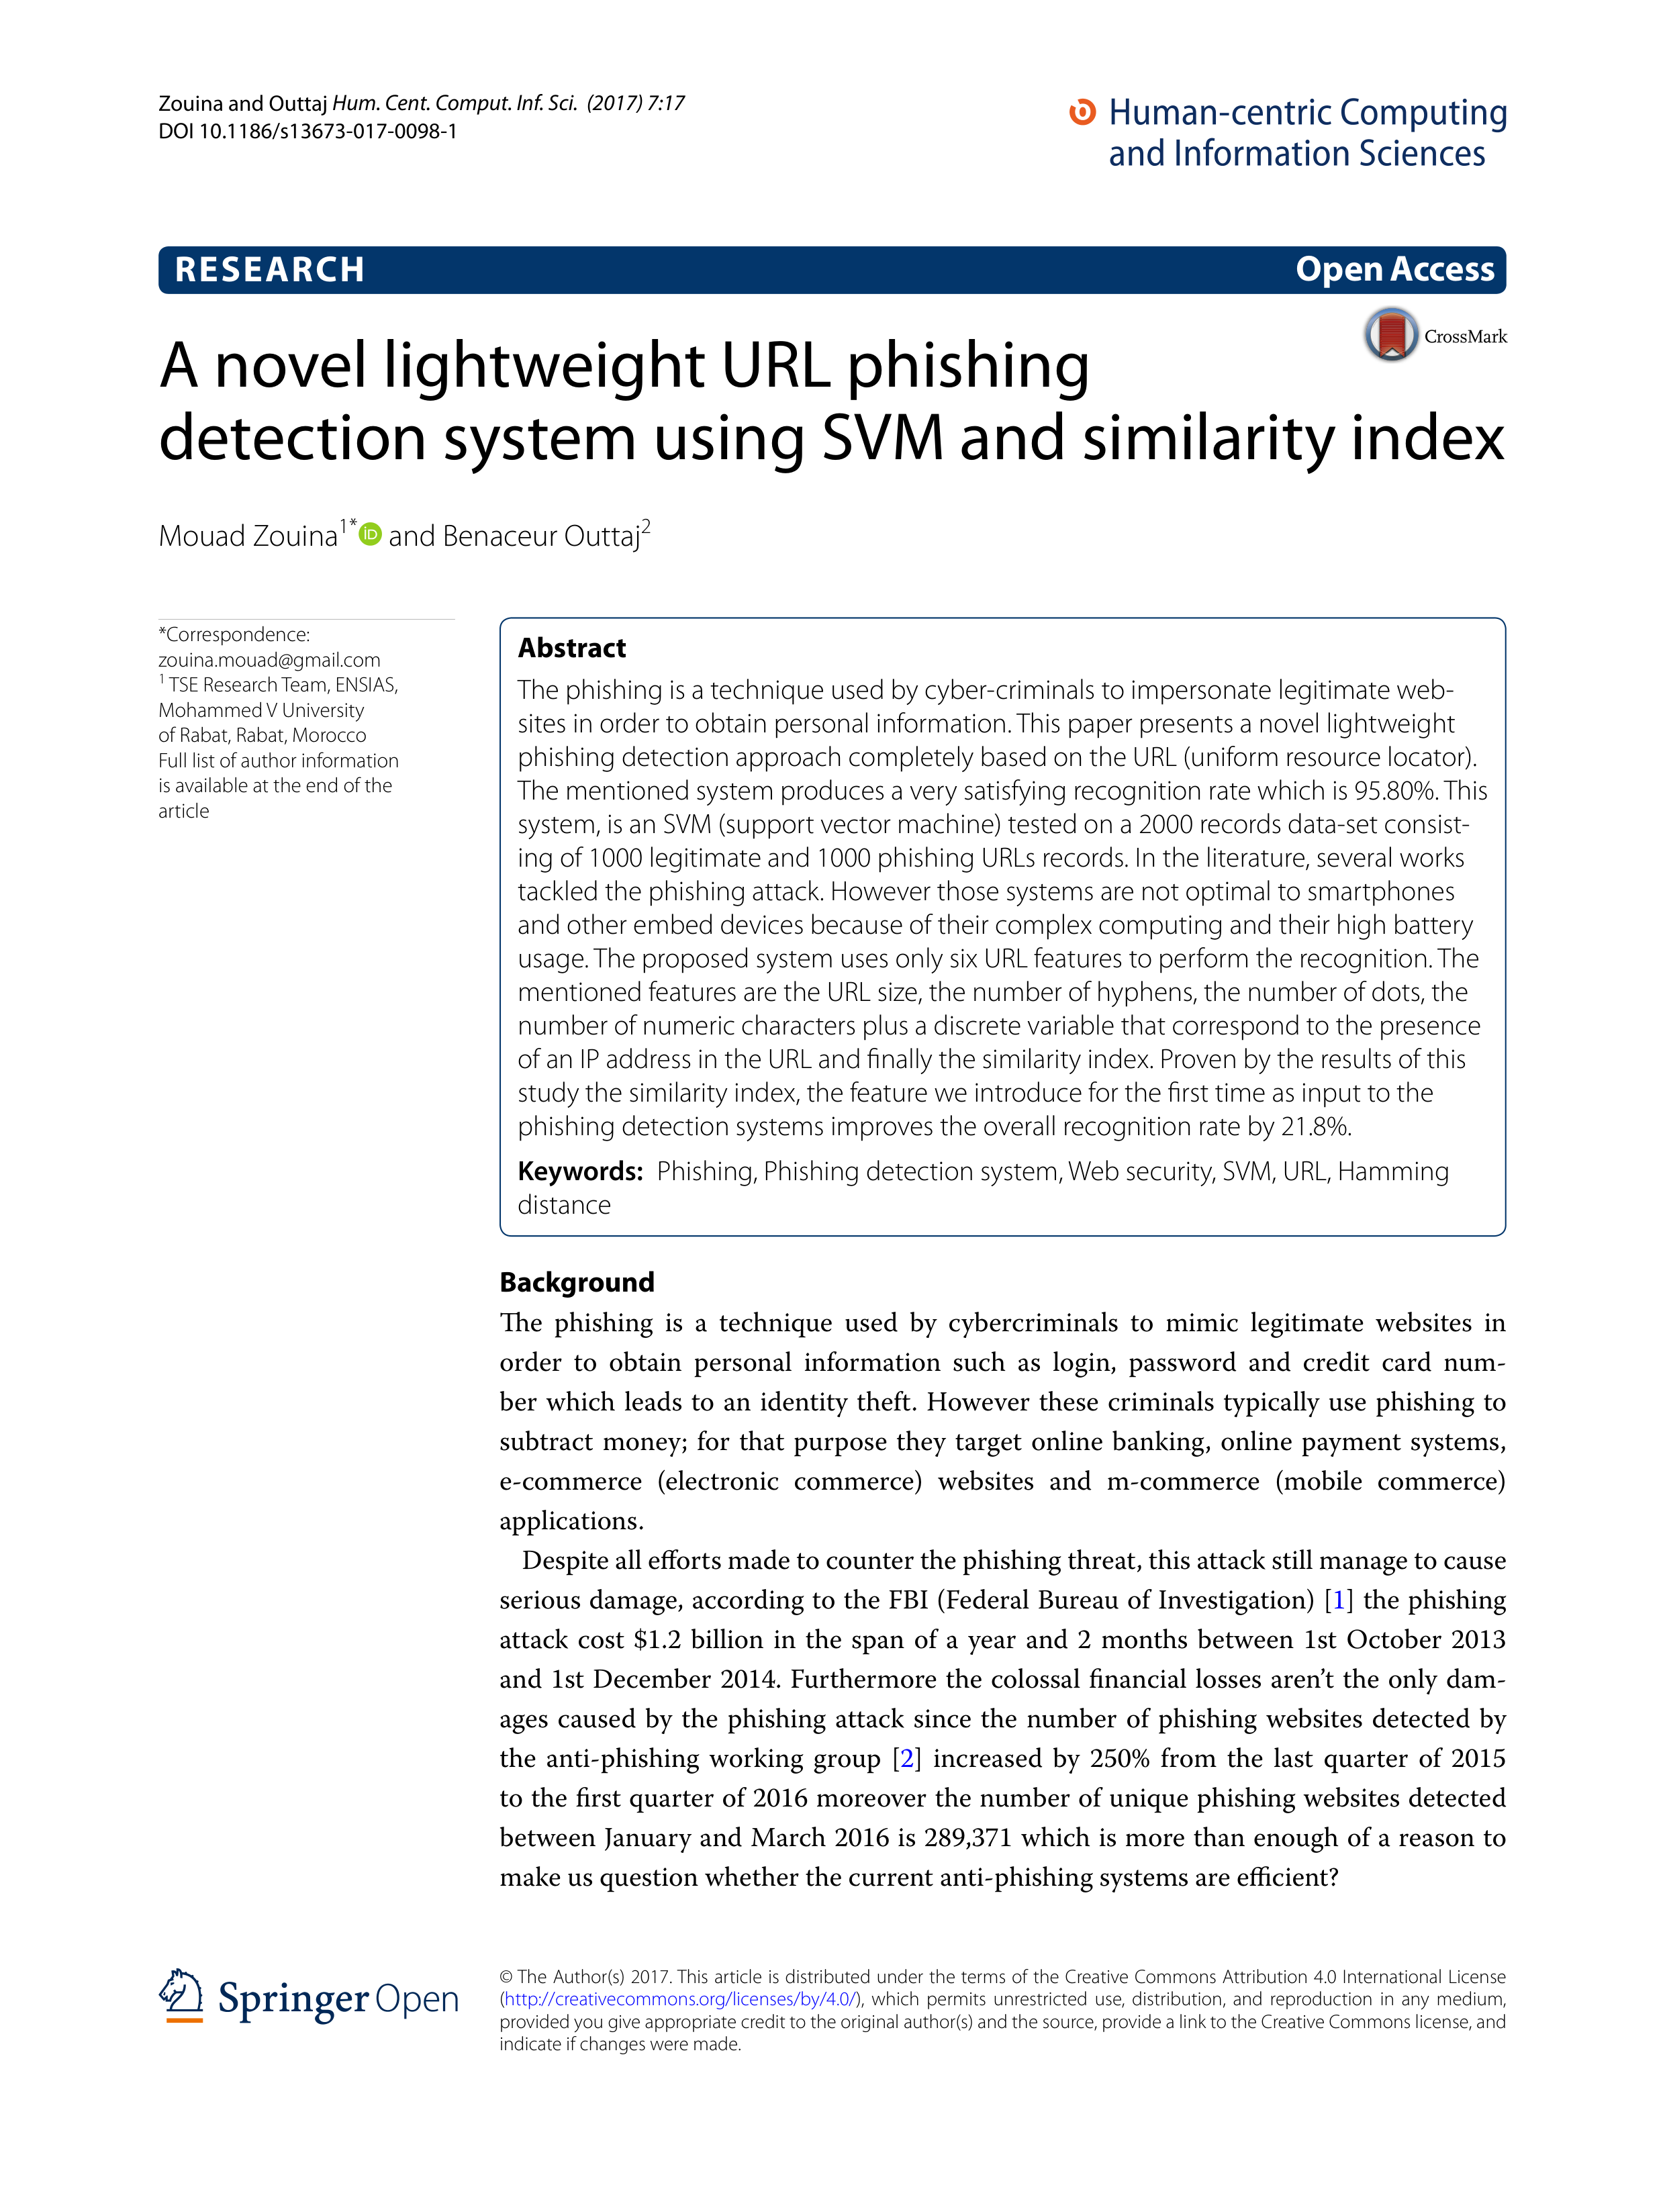 Zouina and Outtaj Hum. Cent. Comput. Inf. Sci. (2017) 7:17
DOI 10.1186/s13673-017-0098-1
Human-centric Computing
and Information Sciences
RESEARCH
Open Access
CrossMark
A novel lightweight URL phishing
detection system using SVM and similarity index
Mouad Zouina1* iD and Benaceur Outtaj2
*Correspondence:
zouina.mouad@gmail.com
1 TSE Research Team, ENSIAS,
Mohammed V University
of Rabat, Rabat, Morocco
Full list of author information
is available at the end of the
article
Abstract
The phishing is a technique used by cyber-criminals to impersonate legitimate web-
sites in order to obtain personal information. This paper presents a novel lightweight
phishing detection approach completely based on the URL (uniform resource locator).
The mentioned system produces a very satisfying recognition rate which is 95.80%. This
system, is an SVM (support vector machine) tested on a 2000 records data-set consist-
ing of 1000 legitimate and 1000 phishing URLs records. In the literature, several works
tackled the phishing attack. However those systems are not optimal to smartphones
and other embed devices because of their complex computing and their high battery
usage. The proposed system uses only six URL features to perform the recognition. The
mentioned features are the URL size, the number of hyphens, the number of dots, the
number of numeric characters plus a discrete variable that correspond to the presence
of an IP address in the URL and finally the similarity index. Proven by the results of this
study the similarity index, the feature we introduce for the first time as input to the
phishing detection systems improves the overall recognition rate by 21.8%.
Keywords: Phishing, Phishing detection system, Web security, SVM, URL, Hamming
distance
Background
The phishing is a technique used by cybercriminals to mimic legitimate websites in
order to obtain personal information such as login, password and credit card num-
ber which leads to an identity theft. However these criminals typically use phishing to
subtract money; for that purpose they target online banking, online payment systems,
e-commerce (electronic commerce) websites and m-commerce (mobile commerce)
applications.
Despite all efforts made to counter the phishing threat, this attack still manage to cause
serious damage, according to the FBI (Federal Bureau of Investigation) [1] the phishing
attack cost $1.2 billion in the span of a year and 2 months between 1st October 2013
and 1st December 2014. Furthermore the colossal financial losses aren't the only dam-
ages caused by the phishing attack since the number of phishing websites detected by
the anti-phishing working group [2] increased by 250% from the last quarter of 2015
to the first quarter of 2016 moreover the number of unique phishing websites detected
between January and March 2016 is 289,371 which is more than enough of a reason to
make us question whether the current anti-phishing systems are efficient?
Springer Open
© The Author(s) 2017. This article is distributed under the terms of the Creative Commons Attribution 4.0 International License
(http://creativecommons.org/licenses/by/4.0/), which permits unrestricted use, distribution, and reproduction in any medium,
provided you give appropriate credit to the original author(s) and the source, provide a link to the Creative Commons license, and
indicate if changes were made.